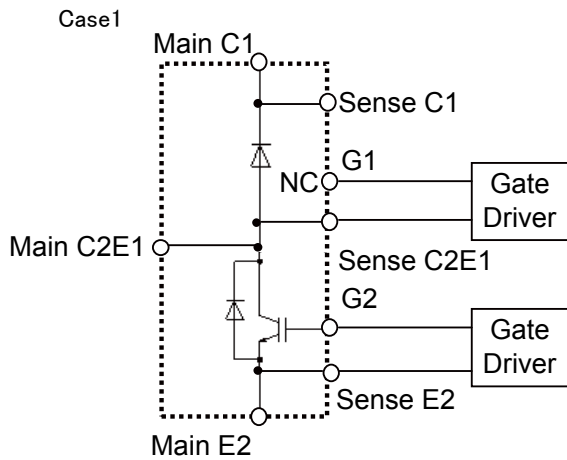 Case1
Main C1
Sense C1
G1
NC
Gate
Driver
Main C2E1
Sense C2E1
G2
Gate
Driver
Sense E2
Main E2